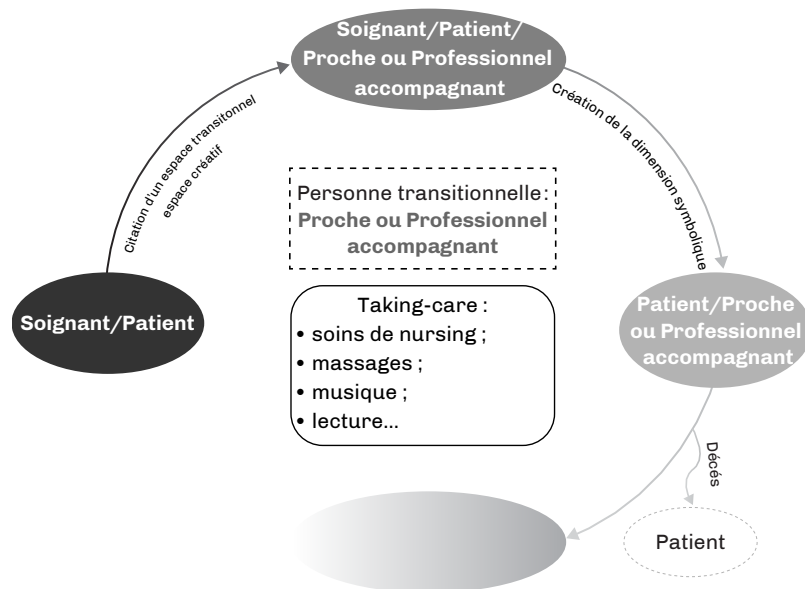 Soignant/Patient/
Proche ou Professionnel
accompagnant
Citation d'un espace transitonnel
espace créatif
Création de la dimension symbolique
Personne transitionnelle :
Proche ou Professionnel
accompagnant
Soignant/Patient
Taking-care :
• soins de nursing ;
• massages ;
• musique ;
• lecture...
Patient/Proche
ou Professionnel
accompagnant
Décés
Patient